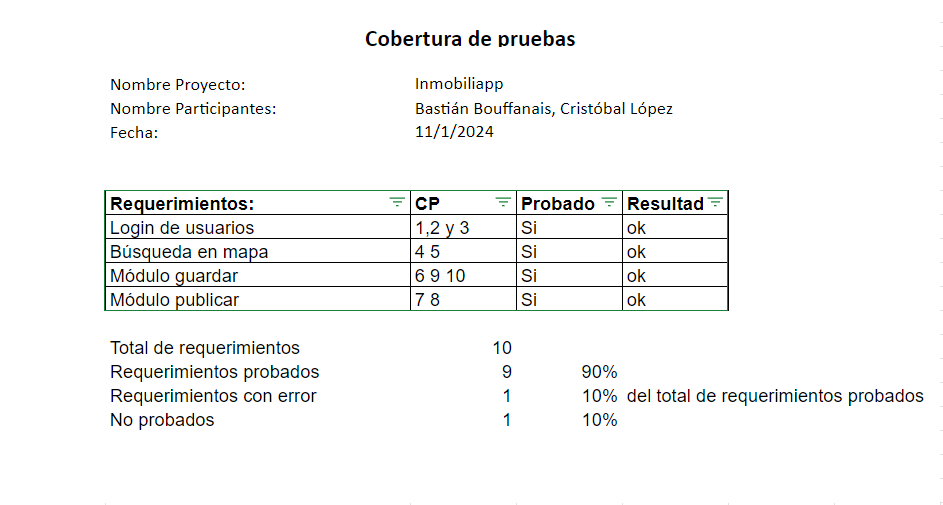 Cobertura de pruebas
Nombre Proyecto: Inmobiliapp
Nombre Participantes: Bastián Bouffanais, Cristóbal López
Fecha: 11/1/2024
Requerimientos: CP Probado Resultad
Login de usuarios 1,2 y 3 Si ok
Búsqueda en mapa 4 5 Si ok
Módulo guardar 6 9 10 Si ok
Módulo publicar 7 8 Si ok
Total de requerimientos 10
Requerimientos probados 9 90%
Requerimientos con error 1 10% del total de requerimientos probados
No probados 1 10%